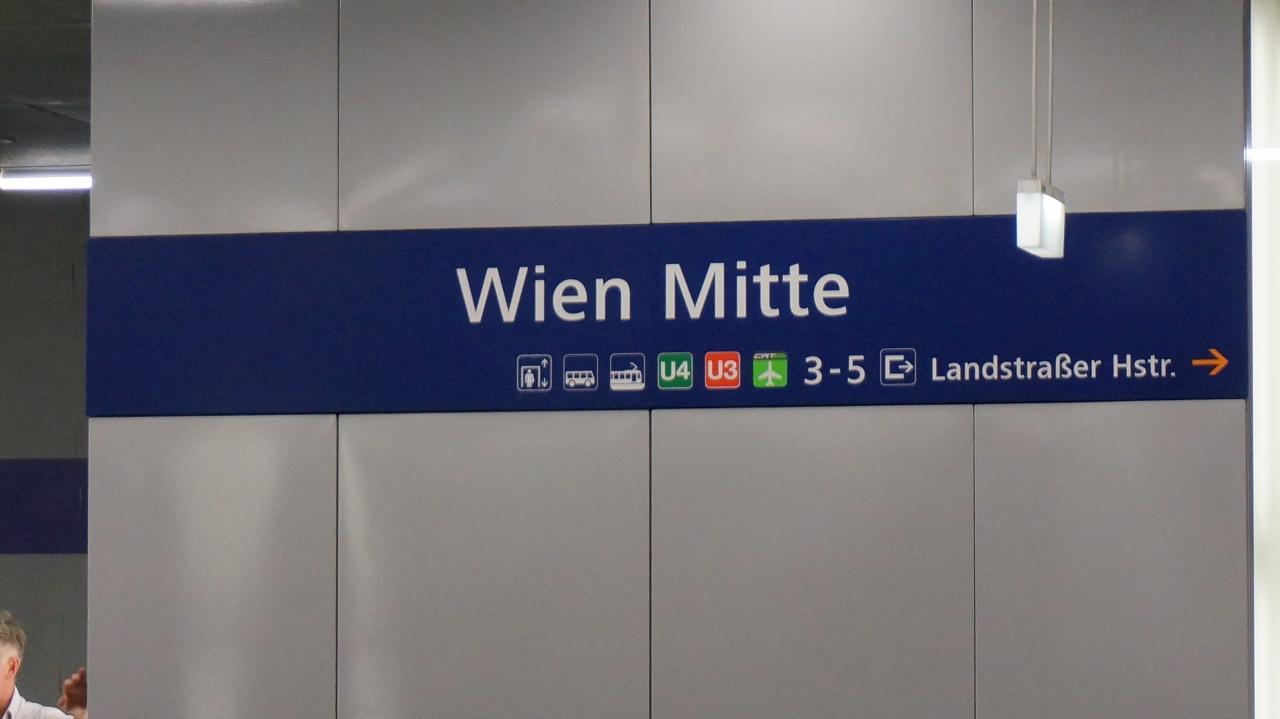 Wien Mitte
U4 U3 CAT 3-5 Landstraßer Hstr.